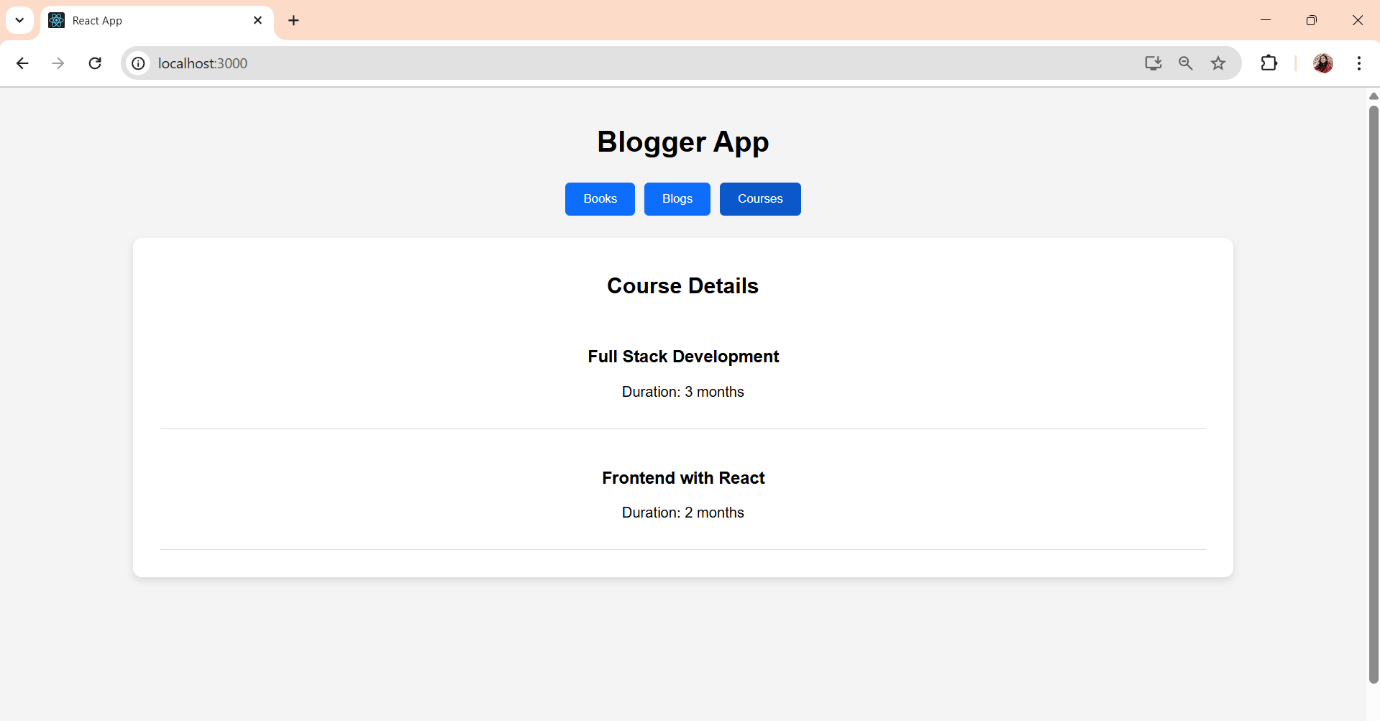 React App
localhost:3000
Blogger App
Books Blogs Courses
Course Details
Full Stack Development
Duration: 3 months
Frontend with React
Duration: 2 months